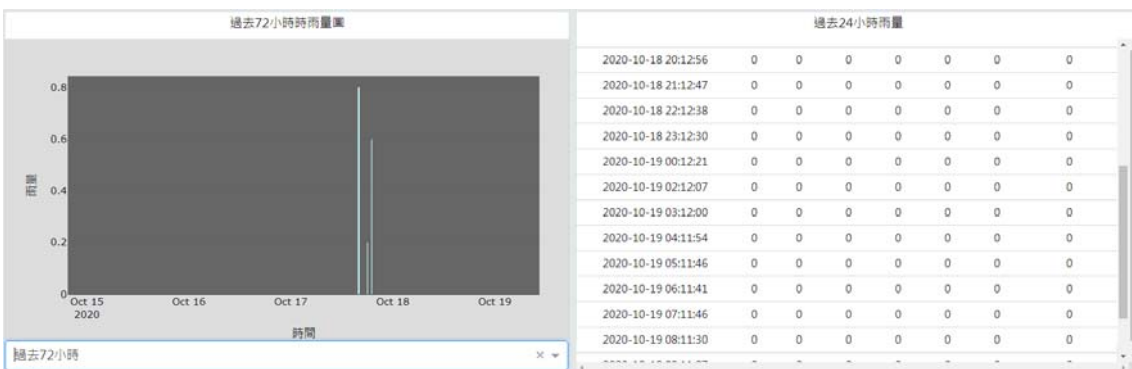 過去72小時時雨量圖
0.8
0.6
雨量
0.4
0.2
0
Oct 15 Oct 16 Oct 17 Oct 18 Oct 19
2020
時間
過去72小時 ×
過去24小時雨量
2020-10-18 20:12:56 0 0 0 0 0 0 0
2020-10-18 21:12:47 0 0 0 0 0 0 0
2020-10-18 22:12:38 0 0 0 0 0 0 0
2020-10-18 23:12:30 0 0 0 0 0 0 0
2020-10-19 00:12:21 0 0 0 0 0 0 0
2020-10-19 02:12:07 0 0 0 0 0 0 0
2020-10-19 03:12:00 0 0 0 0 0 0 0
2020-10-19 04:11:54 0 0 0 0 0 0 0
2020-10-19 05:11:46 0 0 0 0 0 0 0
2020-10-19 06:11:41 0 0 0 0 0 0 0
2020-10-19 07:11:46 0 0 0 0 0 0 0
2020-10-19 08:11:30 0 0 0 0 0 0 0